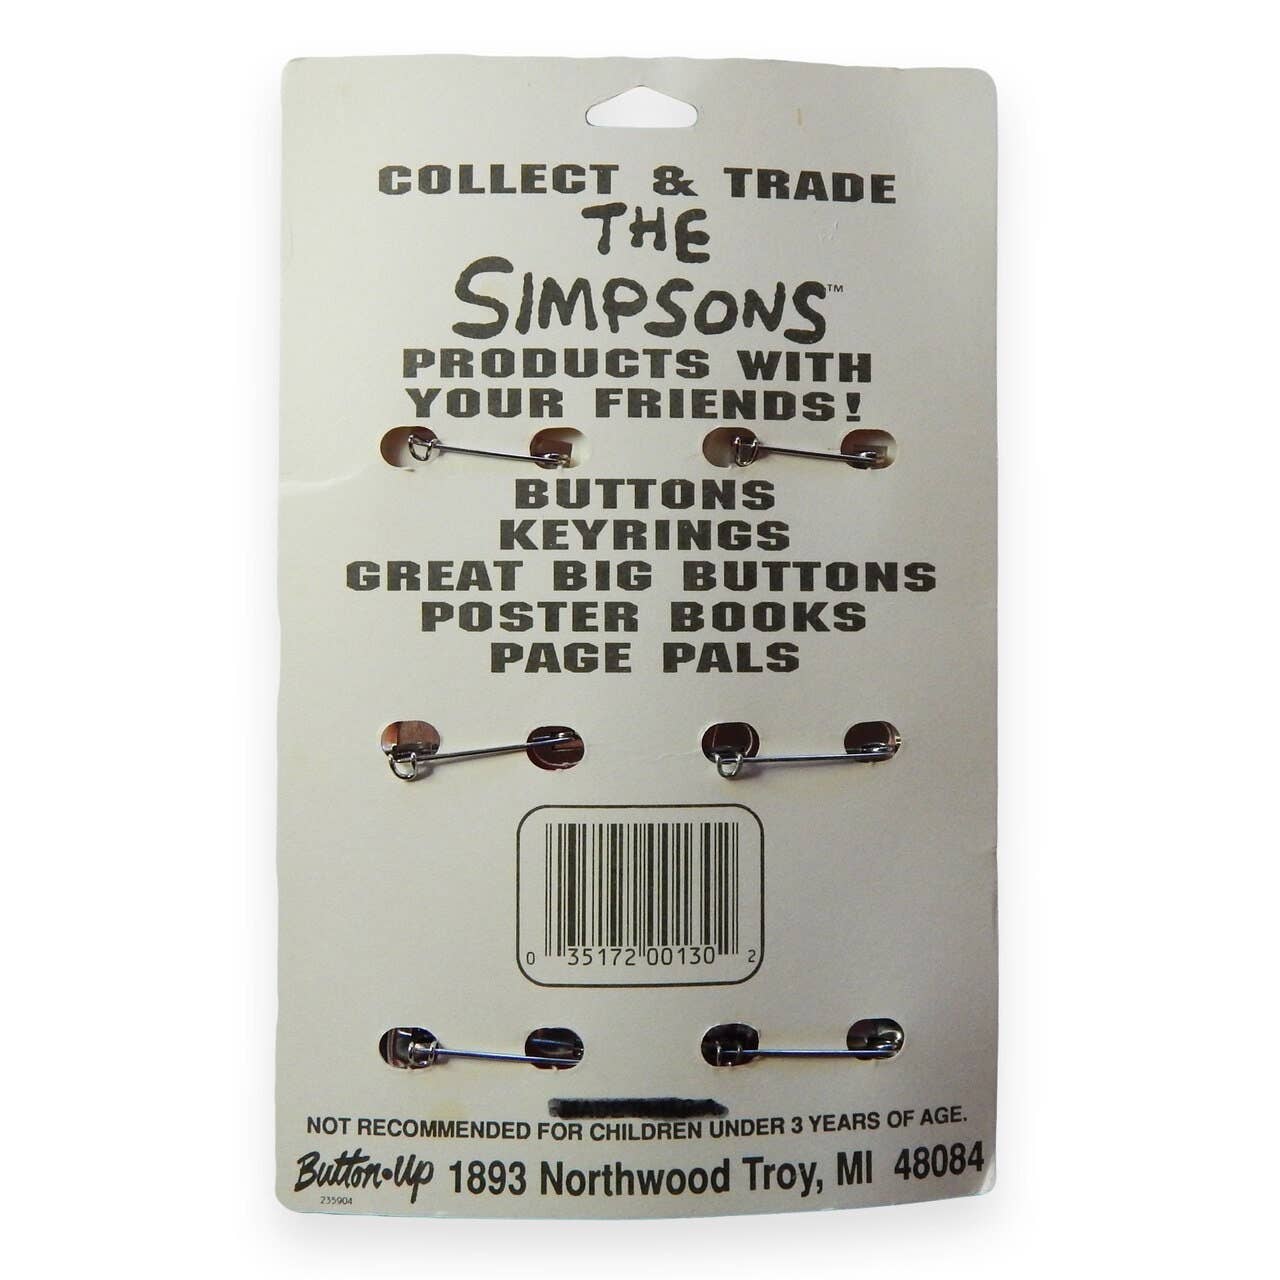 COLLECT & TRADE
THE
SIMPSONS™
PRODUCTS WITH
YOUR FRIENDS!
BUTTONS
KEYRINGS
GREAT BIG BUTTONS
POSTER BOOKS
PAGE PALS
0 35172 00130 2
NOT RECOMMENDED FOR CHILDREN UNDER 3 YEARS OF AGE.
Button•Up 1893 Northwood Troy, MI 48084
235904